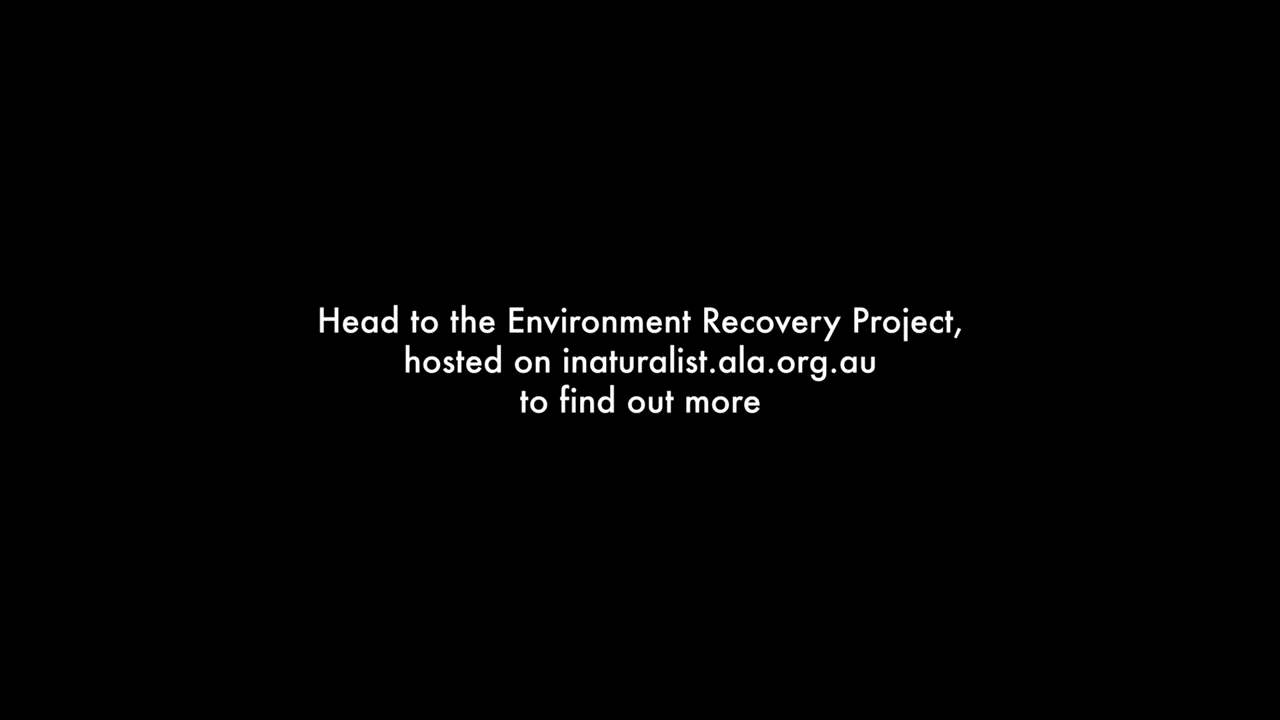 Head to the Environment Recovery Project,
hosted on inaturalist.ala.org.au
to find out more